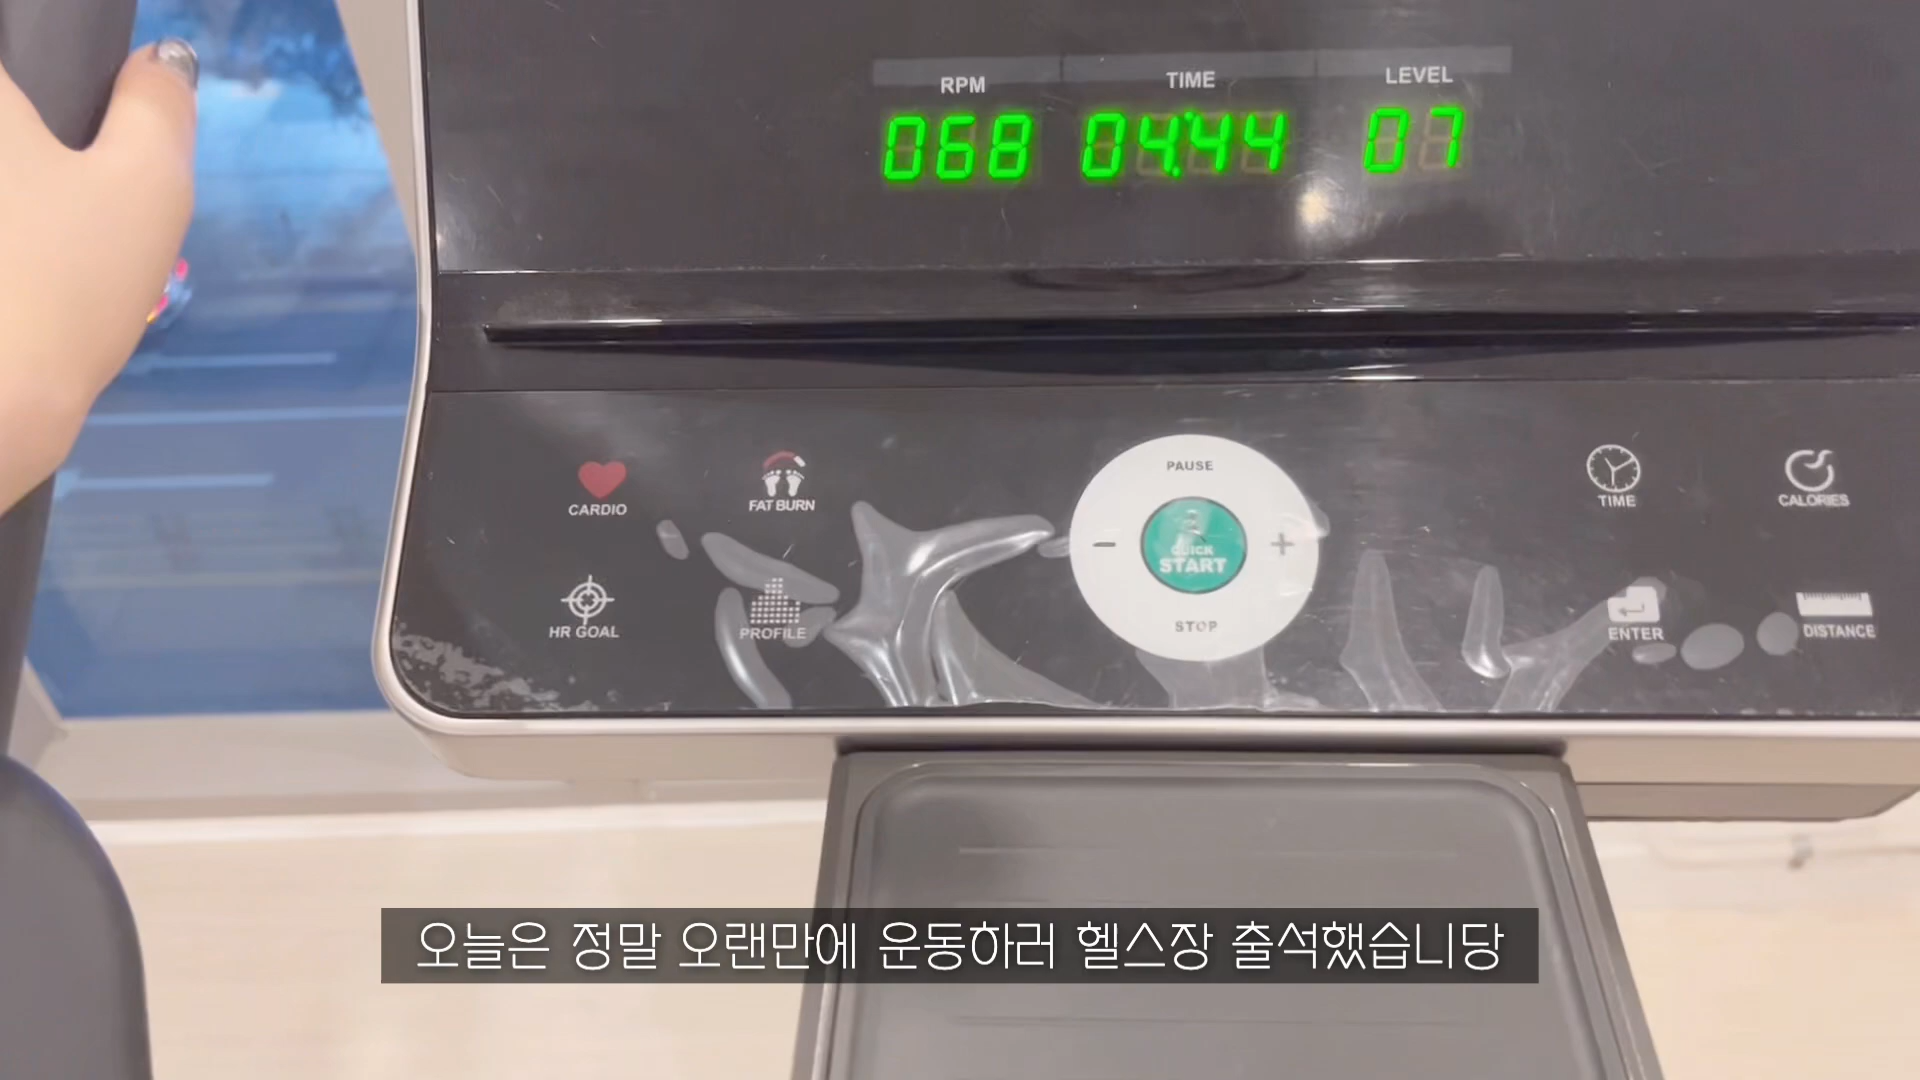 RPM TIME LEVEL
068 04:44 07
PAUSE
CARDIO FAT BURN TIME CALORIES
- QUICK +
START
HR GOAL PROFILE STOP ENTER DISTANCE
오늘은 정말 오랜만에 운동하러 헬스장 출석했습니당